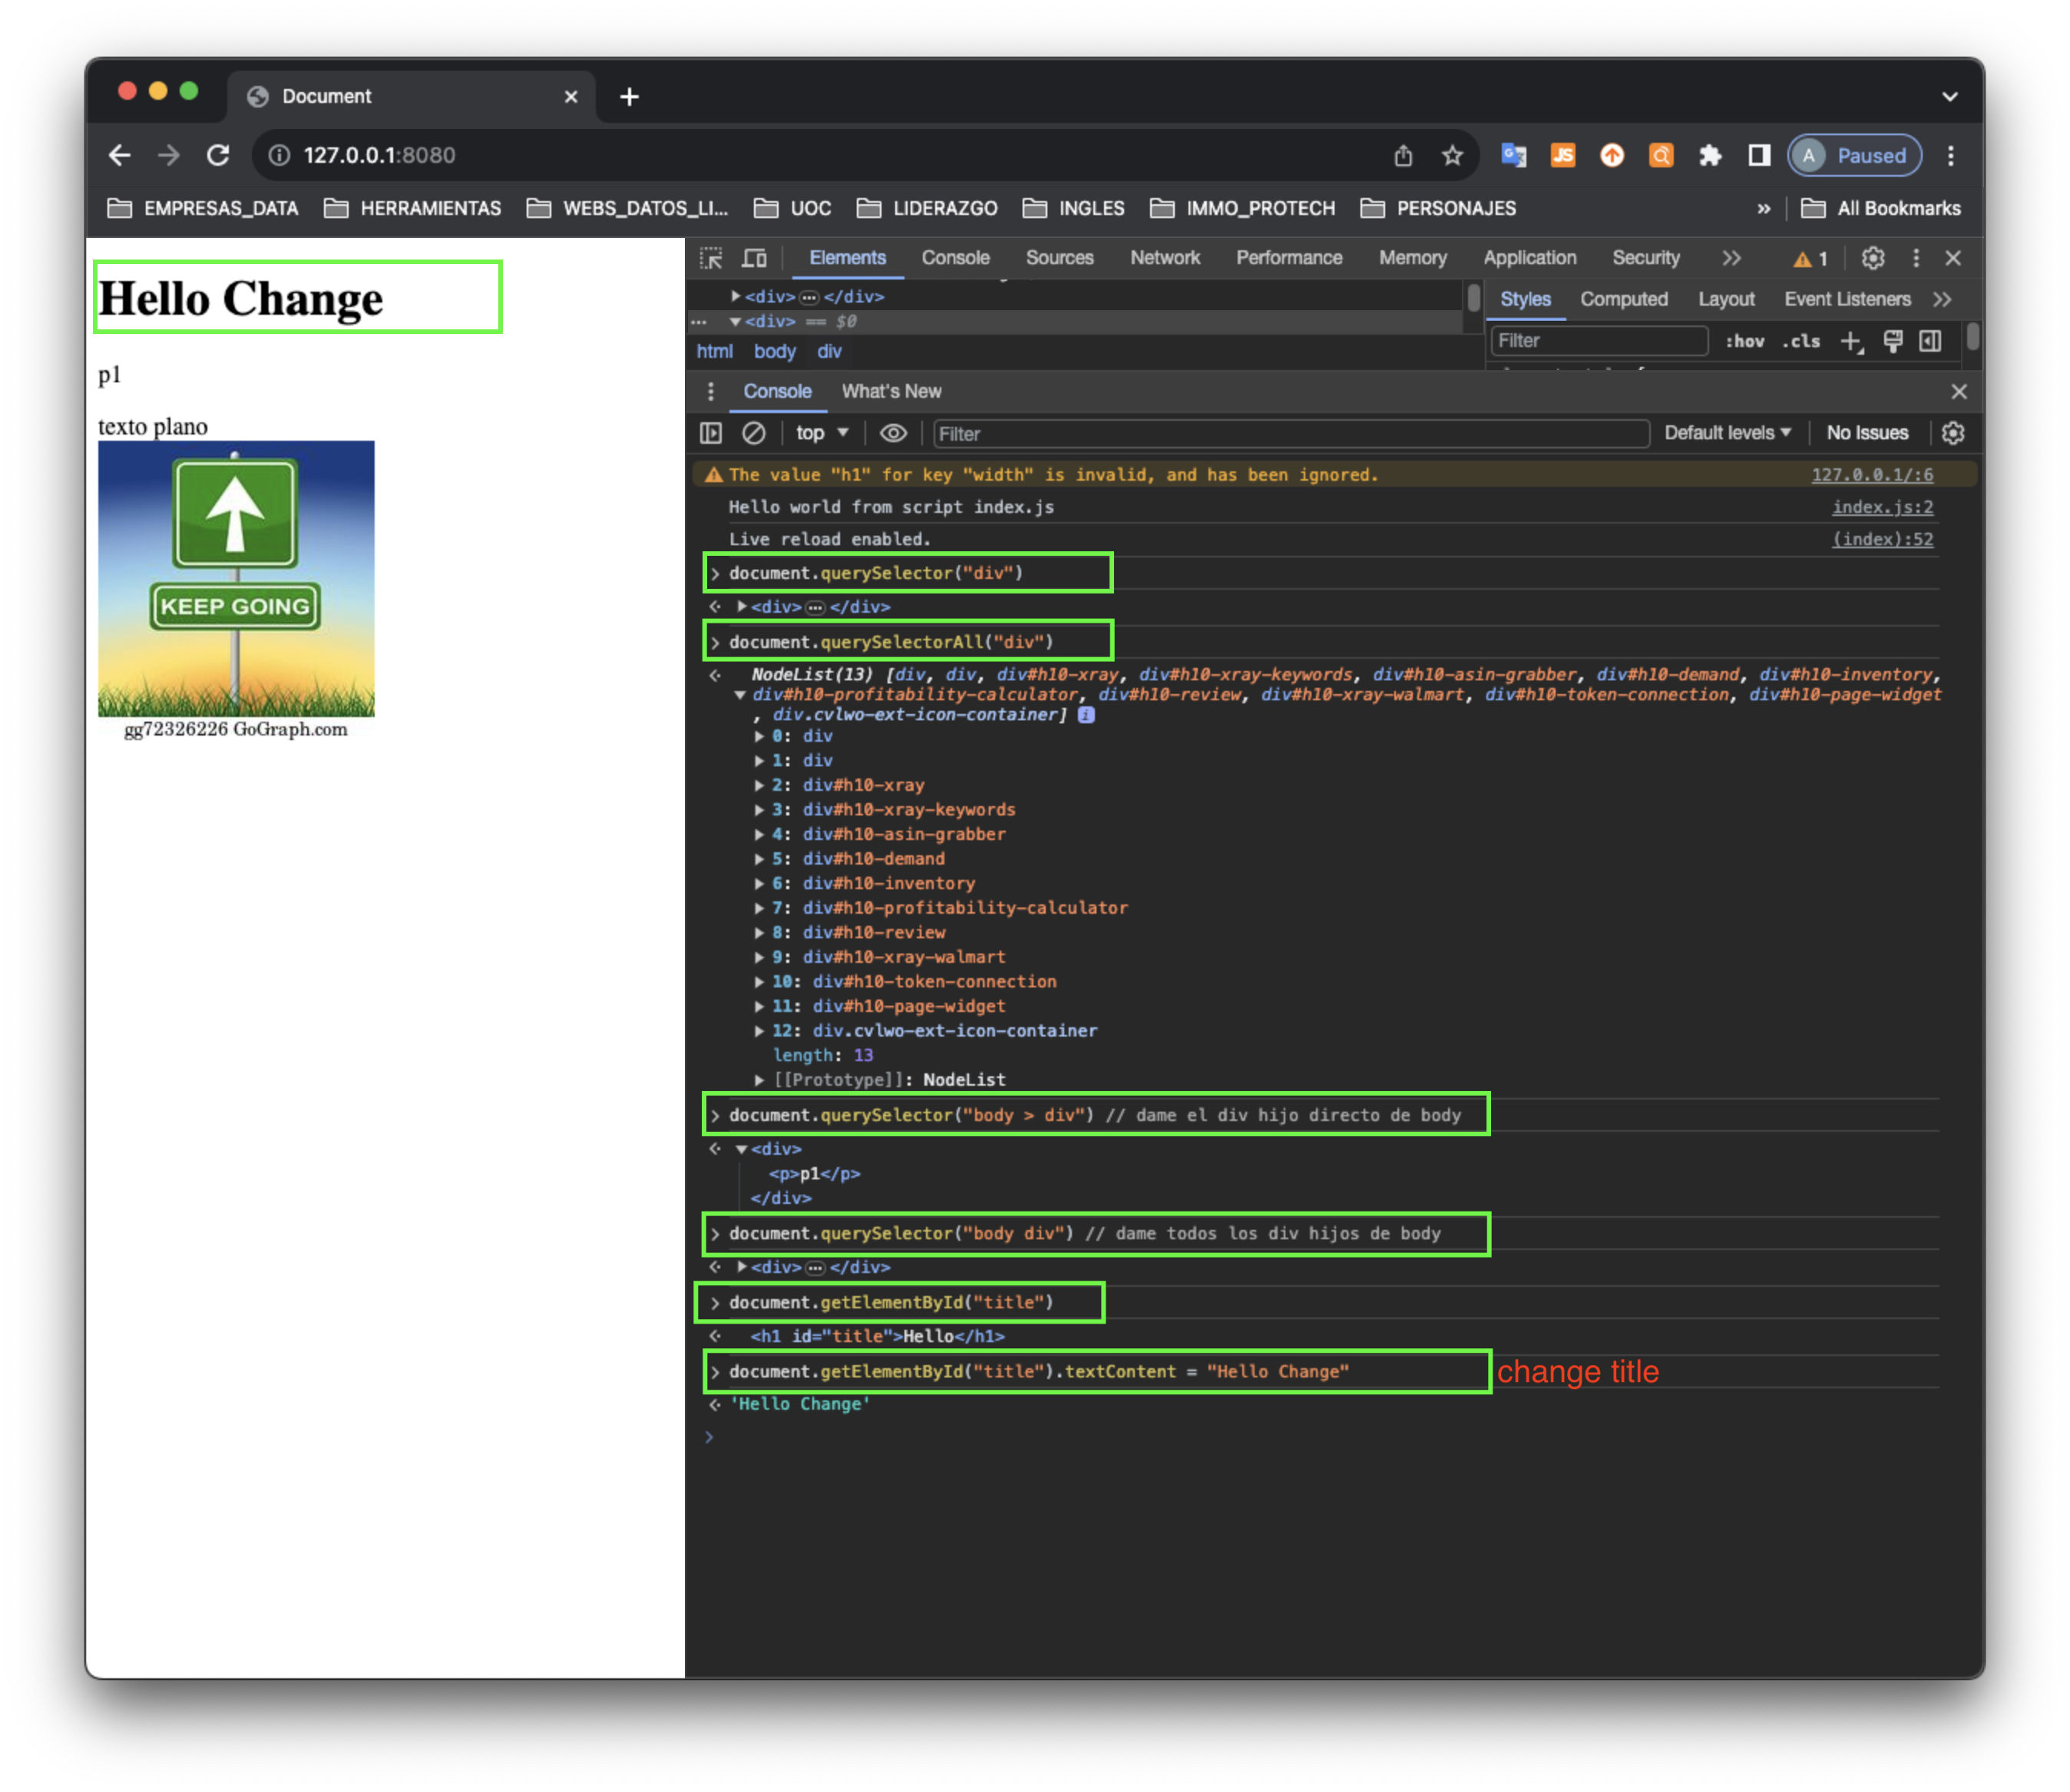 Document
127.0.0.1:8080
A Paused
EMPRESAS_DATA HERRAMIENTAS WEBS_DATOS_LI... UOC LIDERAZGO INGLES IMMO_PROTECH PERSONAJES » All Bookmarks
Hello Change
p1
texto plano
KEEP GOING
gg72326226 GoGraph.com
Elements Console Sources Network Performance Memory Application Security 1
<div>…</div>
… <div> == $0
html body div
Styles Computed Layout Event Listeners
Filter :hov .cls
Console What's New
top Filter Default levels No Issues
The value "h1" for key "width" is invalid, and has been ignored. 127.0.0.1/:6
Hello world from script index.js index.js:2
Live reload enabled. (index):52
document.querySelector("div")
<div>…</div>
document.querySelectorAll("div")
NodeList(13) [div, div, div#h10-xray, div#h10-xray-keywords, div#h10-asin-grabber, div#h10-demand, div#h10-inventory,
div#h10-profitability-calculator, div#h10-review, div#h10-xray-walmart, div#h10-token-connection, div#h10-page-widget
, div.cvlwo-ext-icon-container] i
0: div
1: div
2: div#h10-xray
3: div#h10-xray-keywords
4: div#h10-asin-grabber
5: div#h10-demand
6: div#h10-inventory
7: div#h10-profitability-calculator
8: div#h10-review
9: div#h10-xray-walmart
10: div#h10-token-connection
11: div#h10-page-widget
12: div.cvlwo-ext-icon-container
length: 13
[[Prototype]]: NodeList
document.querySelector("body > div") // dame el div hijo directo de body
<div>
<p>p1</p>
</div>
document.querySelector("body div") // dame todos los div hijos de body
<div>…</div>
document.getElementById("title")
<h1 id="title">Hello</h1>
document.getElementById("title").textContent = "Hello Change" change title
'Hello Change'